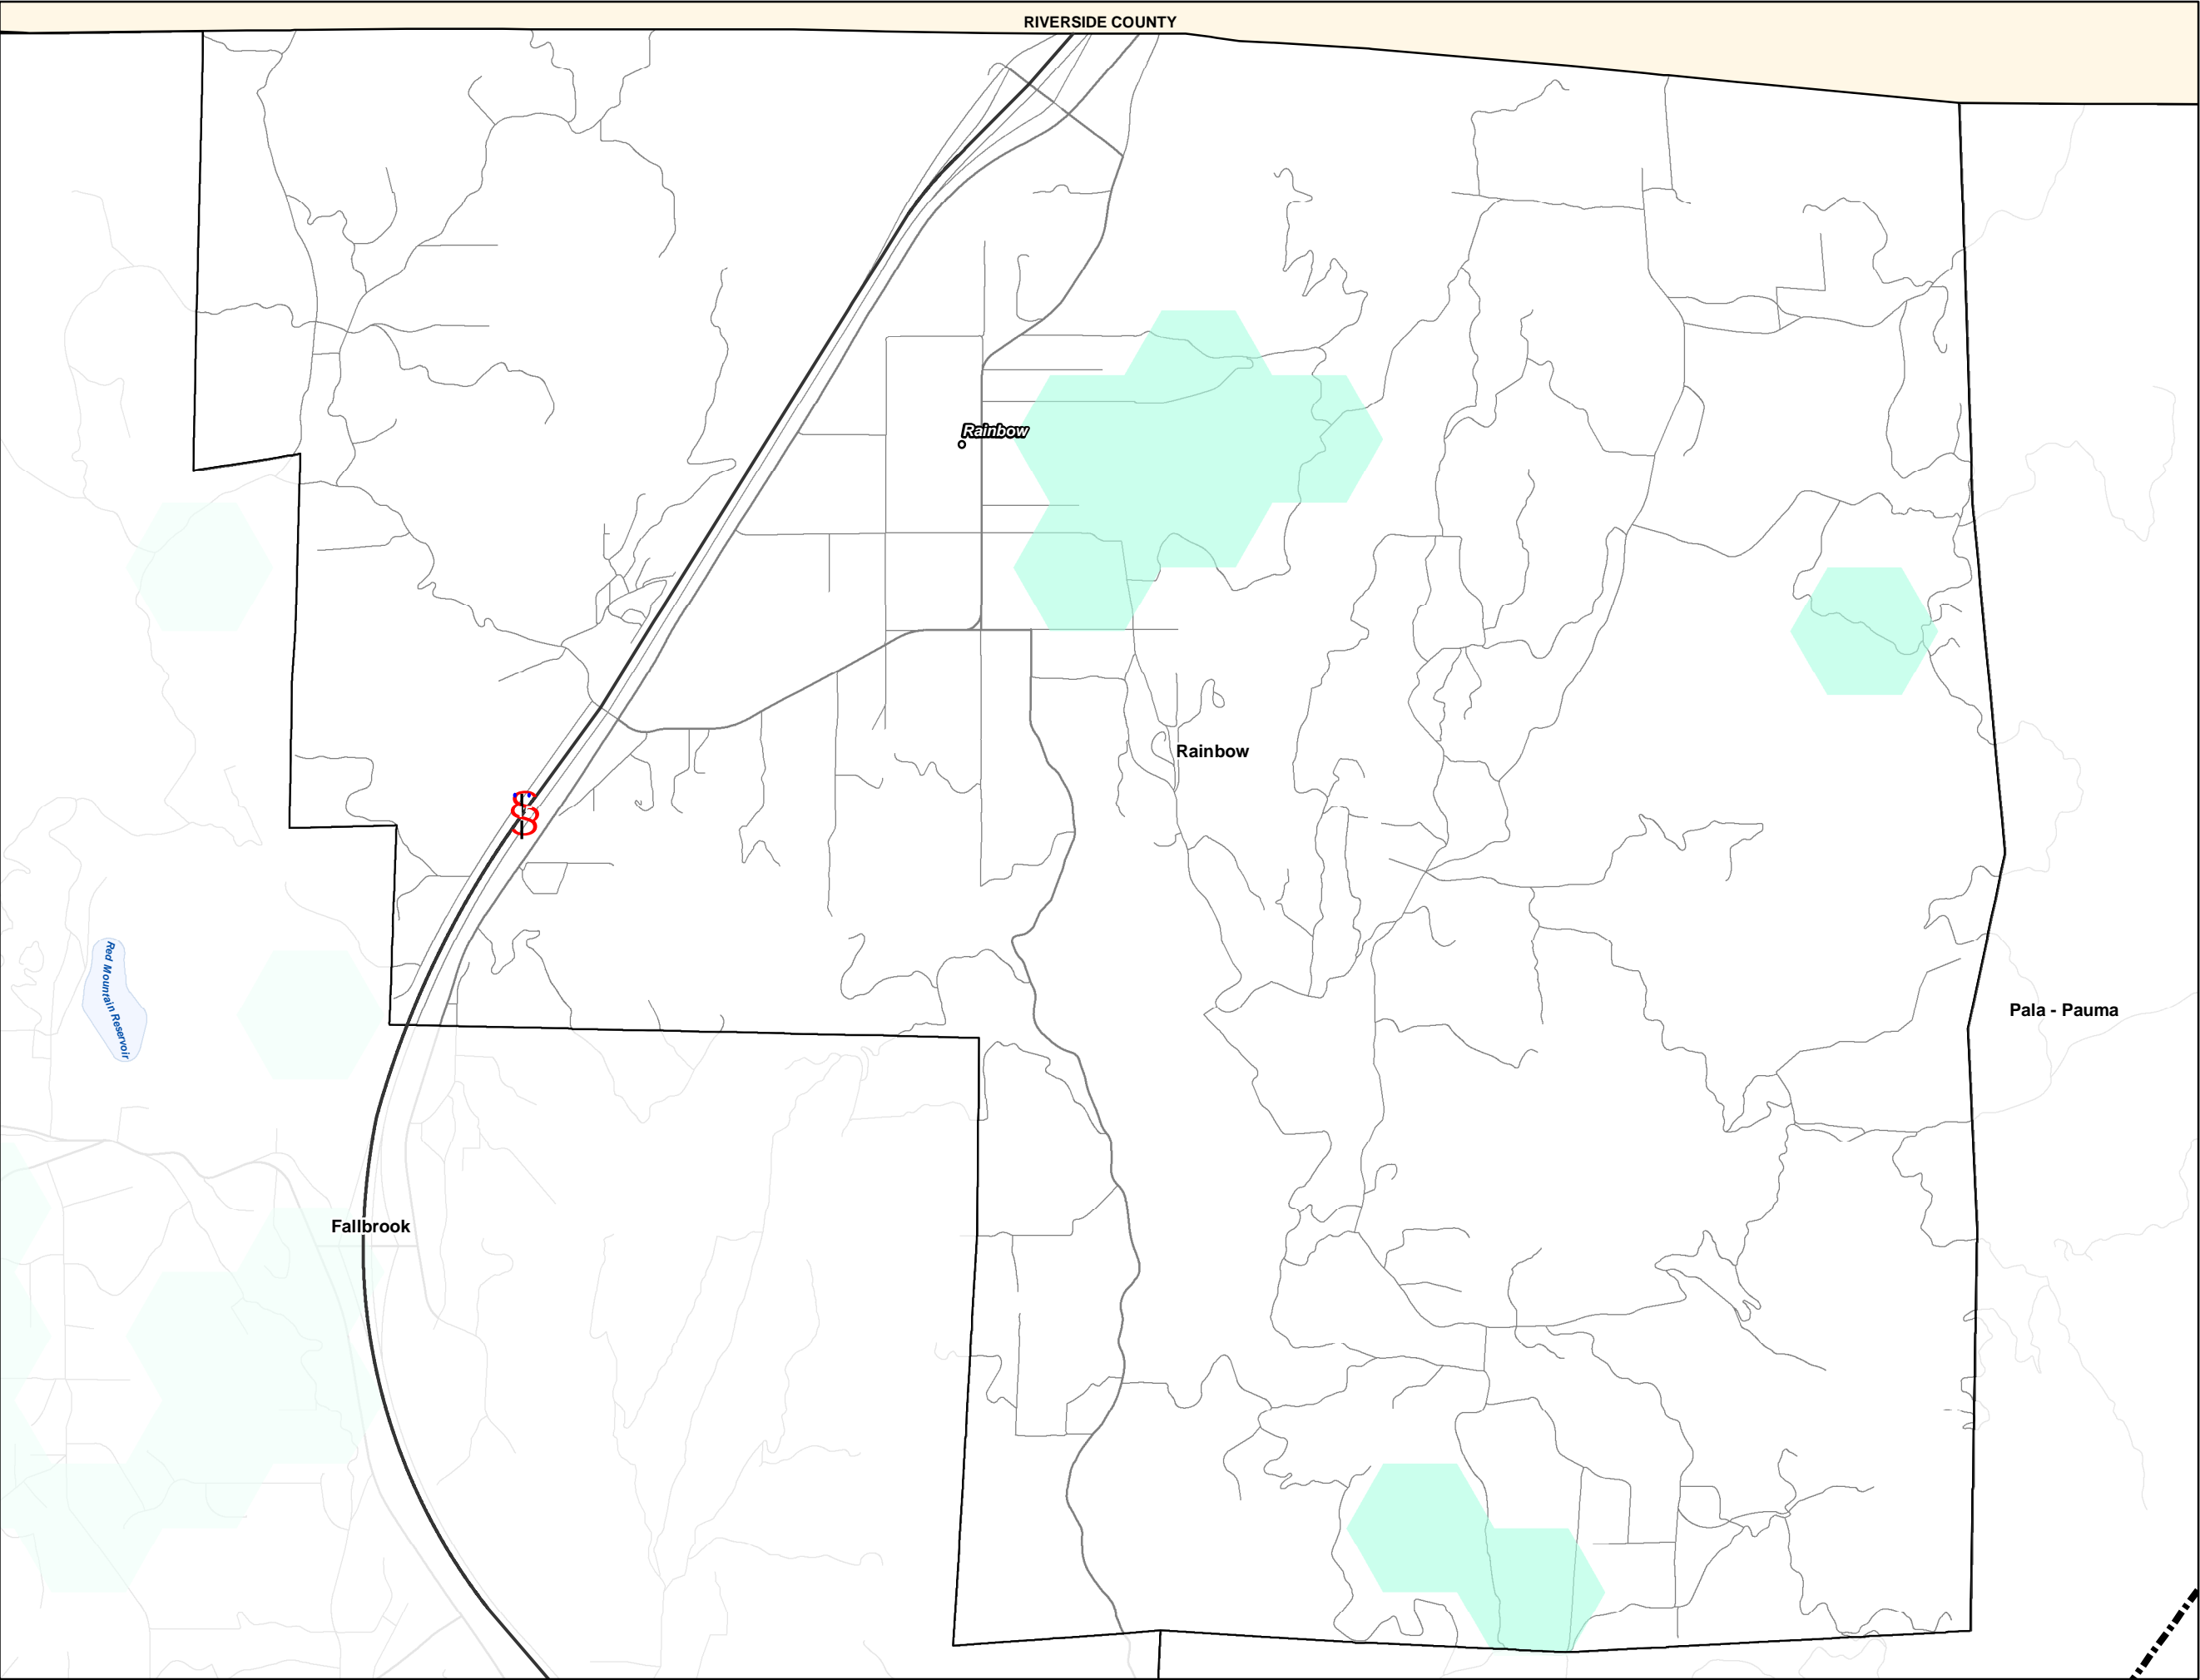 RIVERSIDE COUNTY
Rainbow
Rainbow
Red Mountain Reservoir
Pala - Pauma
Fallbrook